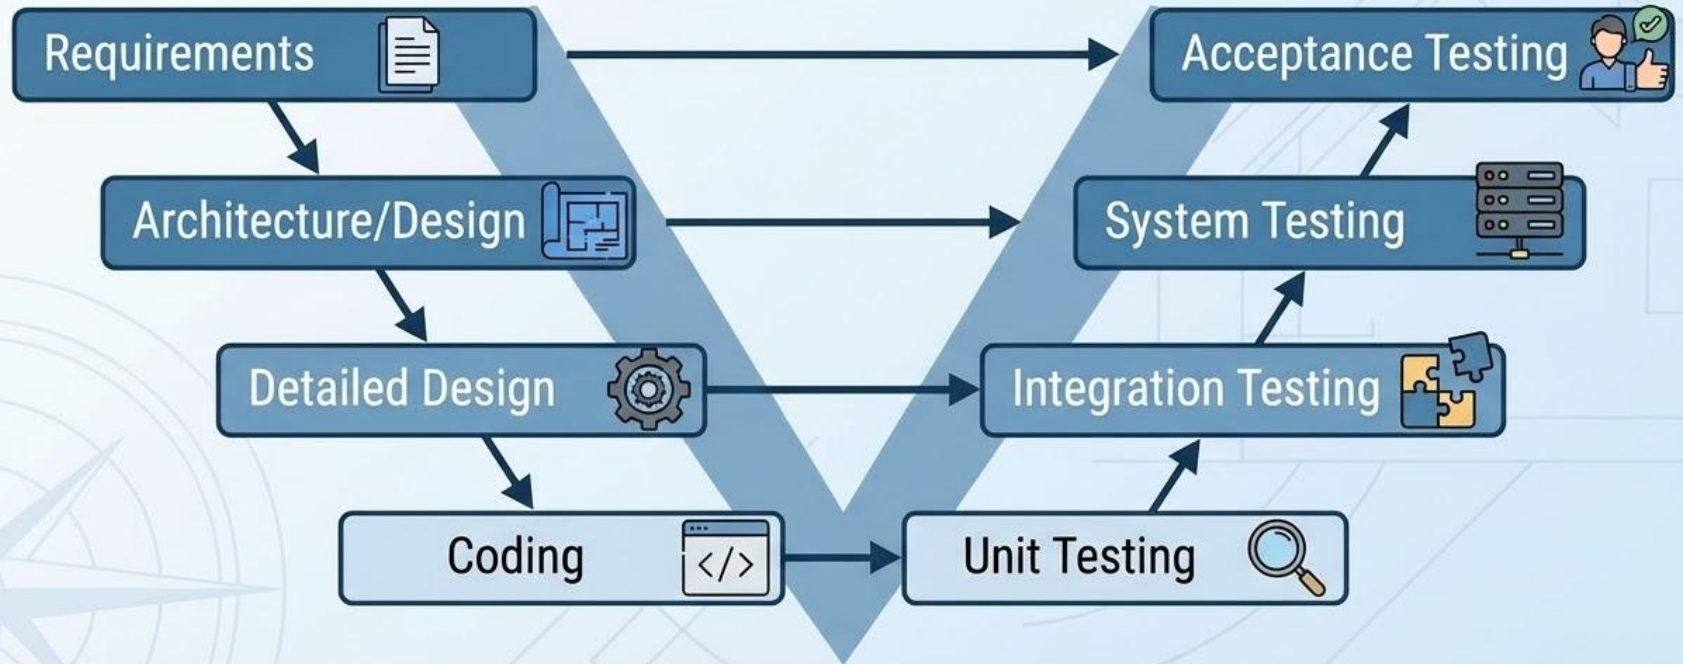 Requirements
Acceptance Testing
Architecture/Design
System Testing
Detailed Design
Integration Testing
Coding
</>
Unit Testing